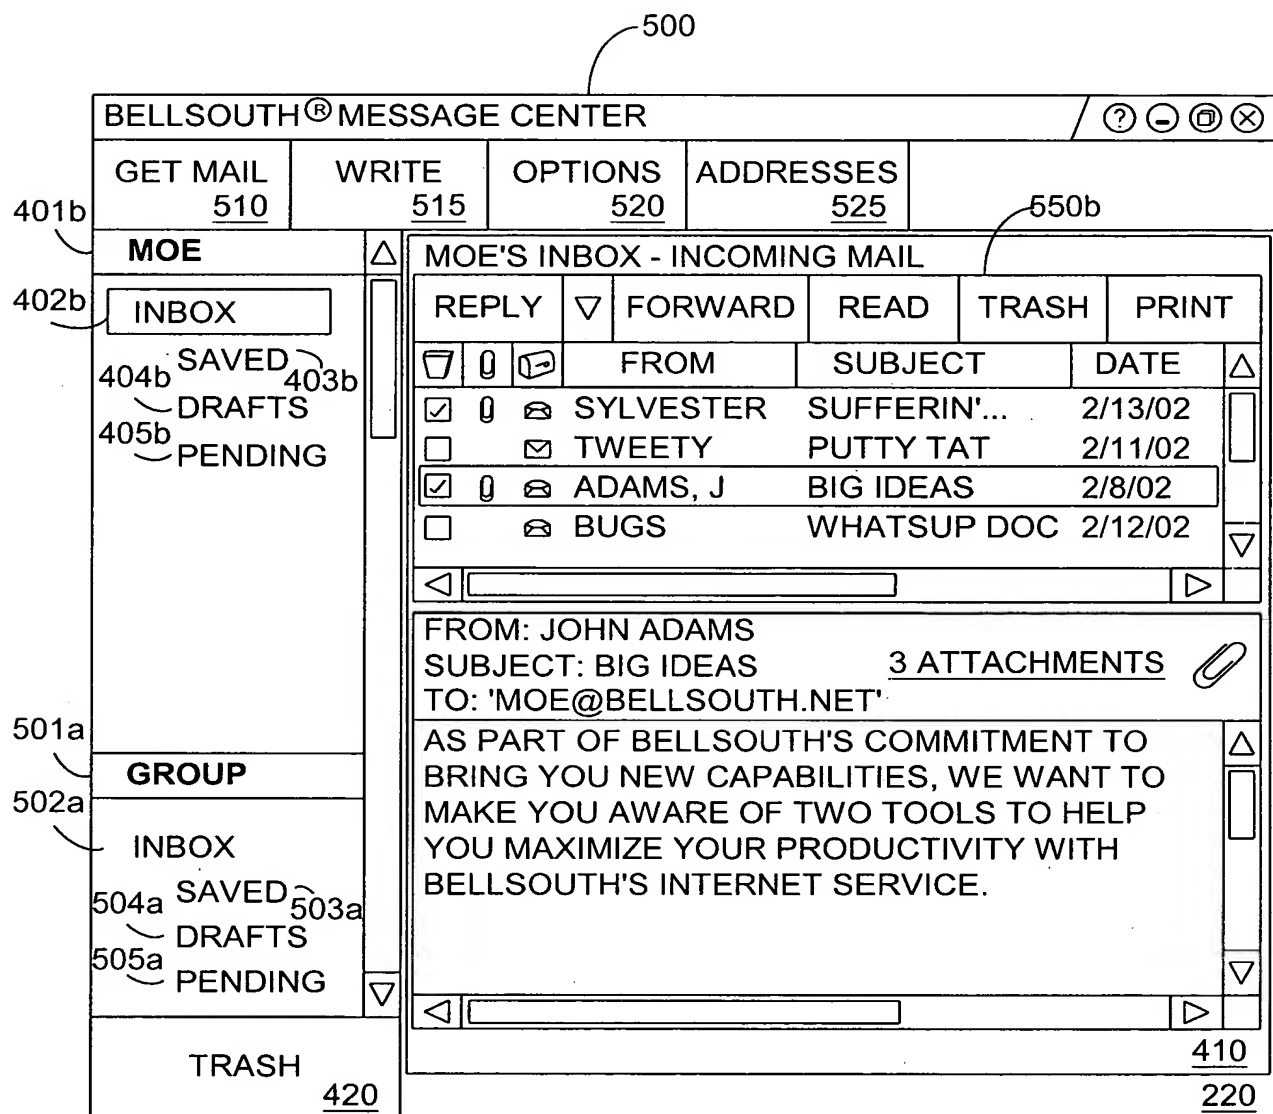 500
BELLSOUTH® MESSAGE CENTER
GET MAIL WRITE OPTIONS ADDRESSES
510 515 520 525
401b 550b
MOE
MOE'S INBOX - INCOMING MAIL
402b
INBOX
REPLY FORWARD READ TRASH PRINT
SAVED 403b
FROM SUBJECT DATE
404b
DRAFTS
SYLVESTER SUFFERIN'... 2/13/02
405b
PENDING
TWEETY PUTTY TAT 2/11/02
ADAMS, J BIG IDEAS 2/8/02
BUGS WHATSUP DOC 2/12/02
FROM: JOHN ADAMS
SUBJECT: BIG IDEAS 3 ATTACHMENTS
TO: 'MOE@BELLSOUTH.NET'
AS PART OF BELLSOUTH'S COMMITMENT TO
BRING YOU NEW CAPABILITIES, WE WANT TO
MAKE YOU AWARE OF TWO TOOLS TO HELP
YOU MAXIMIZE YOUR PRODUCTIVITY WITH
BELLSOUTH'S INTERNET SERVICE.
501a
GROUP
502a
INBOX
SAVED 503a
504a
DRAFTS
505a
PENDING
410
TRASH
420
220